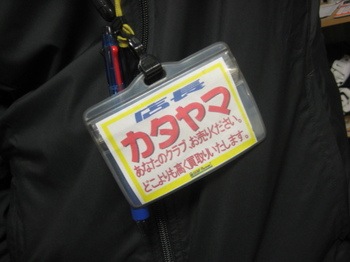 店長
カタヤマ
あなたのクラブ、お売りください。
どこよりも高く買取りいたします。